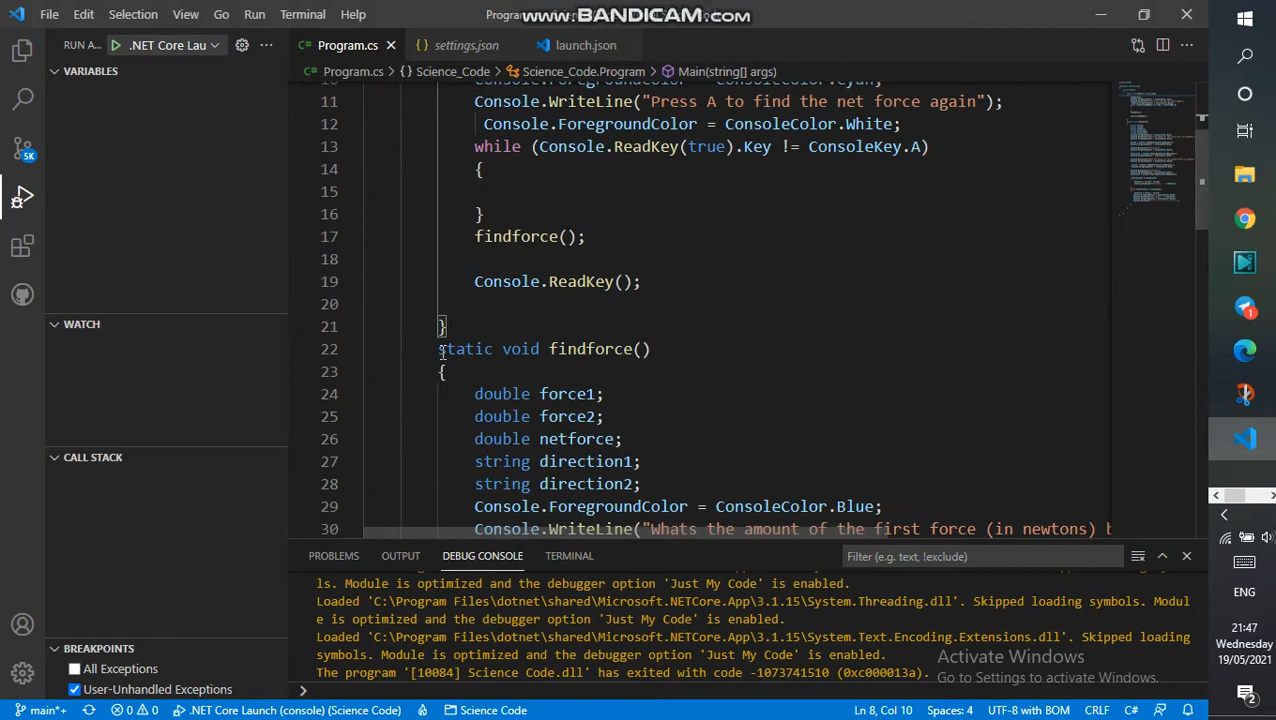 File Edit Selection View Go Run Terminal Help Program
www.BANDICAM.com
RUN A... .NET Core Lau
Program.cs settings.json launch.json
Program.cs > {} Science_Code > Science_Code.Program > Main(string[] args)
VARIABLES
WATCH
CALL STACK
BREAKPOINTS
All Exceptions
User-Unhandled Exceptions
5K
11 Console.WriteLine("Press A to find the net force again");
12 Console.ForegroundColor = ConsoleColor.White;
13 while (Console.ReadKey(true).Key != ConsoleKey.A)
14 {
15
16 }
17 findforce();
18
19 Console.ReadKey();
20
21 }
22 static void findforce()
23 {
24 double force1;
25 double force2;
26 double netforce;
27 string direction1;
28 string direction2;
29 Console.ForegroundColor = ConsoleColor.Blue;
30 Console.WriteLine("Whats the amount of the first force (in newtons) b
PROBLEMS OUTPUT DEBUG CONSOLE TERMINAL Filter (e.g. text, !exclude)
ls. Module is optimized and the debugger option 'Just My Code' is enabled.
Loaded 'C:\Program Files\dotnet\shared\Microsoft.NETCore.App\3.1.15\System.Threading.dll'. Skipped loading symbols. Modul
e is optimized and the debugger option 'Just My Code' is enabled.
Loaded 'C:\Program Files\dotnet\shared\Microsoft.NETCore.App\3.1.15\System.Text.Encoding.Extensions.dll'. Skipped loading
symbols. Module is optimized and the debugger option 'Just My Code' is enabled.
The program '[10084] Science Code.dll' has exited with code -1073741510 (0xc000013a).
Activate Windows
Go to Settings to activate Windows.
main*+ 0 0 .NET Core Launch (console) (Science Code) Science Code Ln 8, Col 10 Spaces: 4 UTF-8 with BOM CRLF C#
1
ENG
21:47
Wednesday
19/05/2021
2